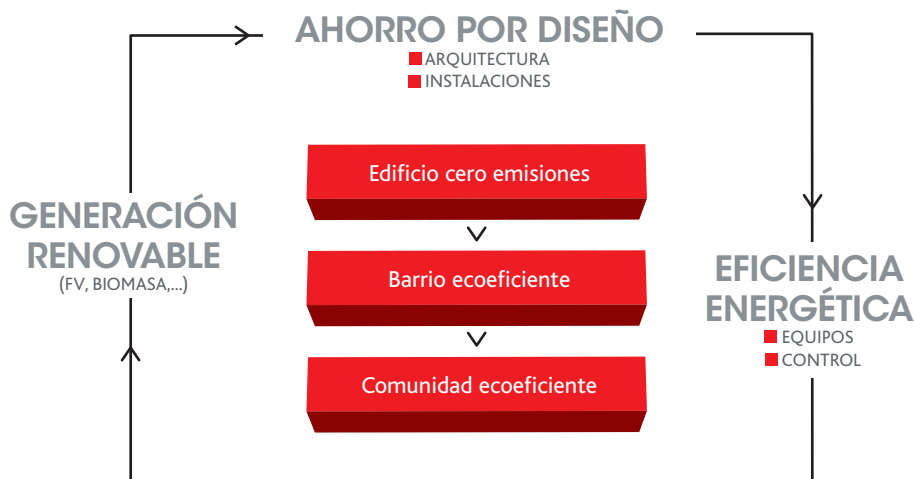 AHORRO POR DISEÑO
ARQUITECTURA
INSTALACIONES
Edificio cero emisiones
GENERACIÓN
RENOVABLE
(FV, BIOMASA,...)
Barrio ecoeficiente
EFICIENCIA
ENERGÉTICA
EQUIPOS
CONTROL
Comunidad ecoeficiente